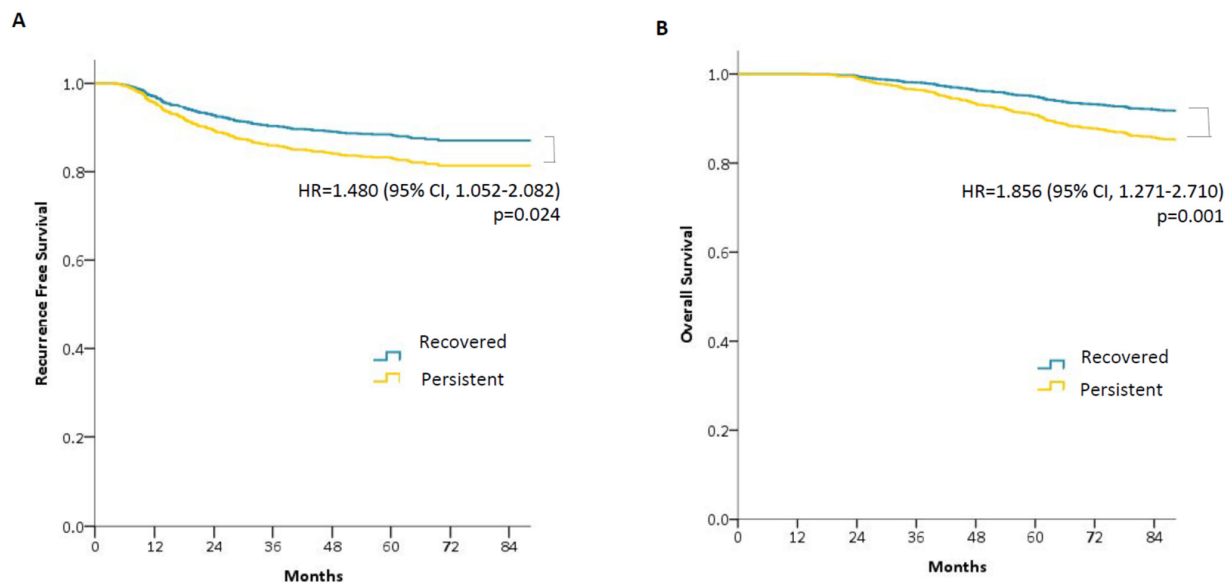 A
1.0
0.8
0.6
0.4
0.2
0.0
Recurrence Free Survival
HR=1.480 (95% CI, 1.052-2.082)
p=0.024
Recovered
Persistent
0 12 24 36 48 60 72 84
Months
B
1.0
0.8
0.6
0.4
0.2
0.0
Overall Survival
HR=1.856 (95% CI, 1.271-2.710)
p=0.001
Recovered
Persistent
0 12 24 36 48 60 72 84
Months